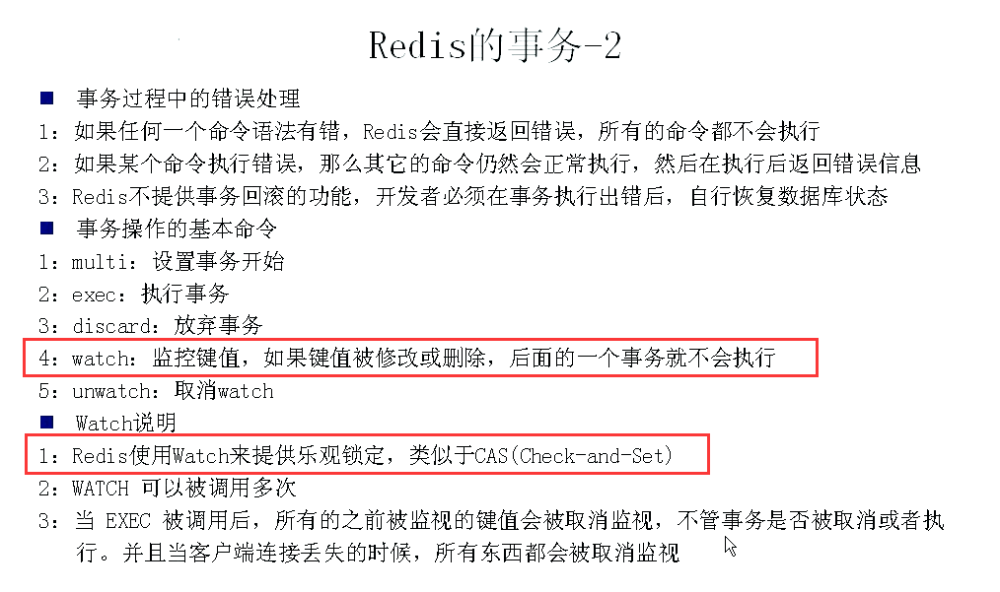 Redis的事务-2
■ 事务过程中的错误处理
1：如果任何一个命令语法有错，Redis会直接返回错误，所有的命令都不会执行
2：如果某个命令执行错误，那么其它的命令仍然会正常执行，然后在执行后返回错误信息
3：Redis不提供事务回滚的功能，开发者必须在事务执行出错后，自行恢复数据库状态
■ 事务操作的基本命令
1：multi：设置事务开始
2：exec：执行事务
3：discard：放弃事务
4：watch：监控键值，如果键值被修改或删除，后面的一个事务就不会执行
5：unwatch：取消watch
■ Watch说明
1：Redis使用Watch来提供乐观锁定，类似于CAS(Check-and-Set)
2：WATCH 可以被调用多次
3：当 EXEC 被调用后，所有的之前被监视的键值会被取消监视，不管事务是否被取消或者执
行。并且当客户端连接丢失的时候，所有东西都会被取消监视